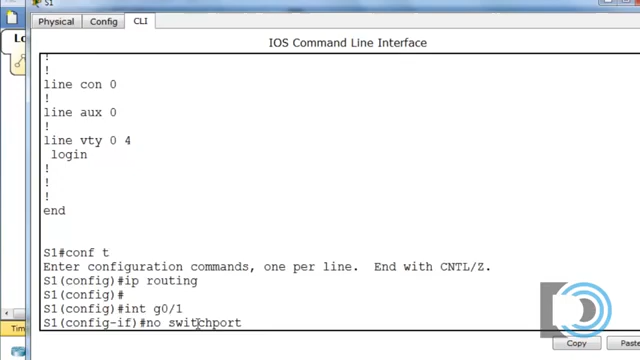 S1
Physical
Config
CLI
Lo
IOS Command Line Interface
!
!
line con 0
!
line aux 0
!
line vty 0 4
login
!
!
!
end
S1#conf t
Enter configuration commands, one per line.  End with CNTL/Z.
S1(config)#ip routing
S1(config)#
S1(config)#int g0/1
S1(config-if)#no switchport
Copy
Paste
Time